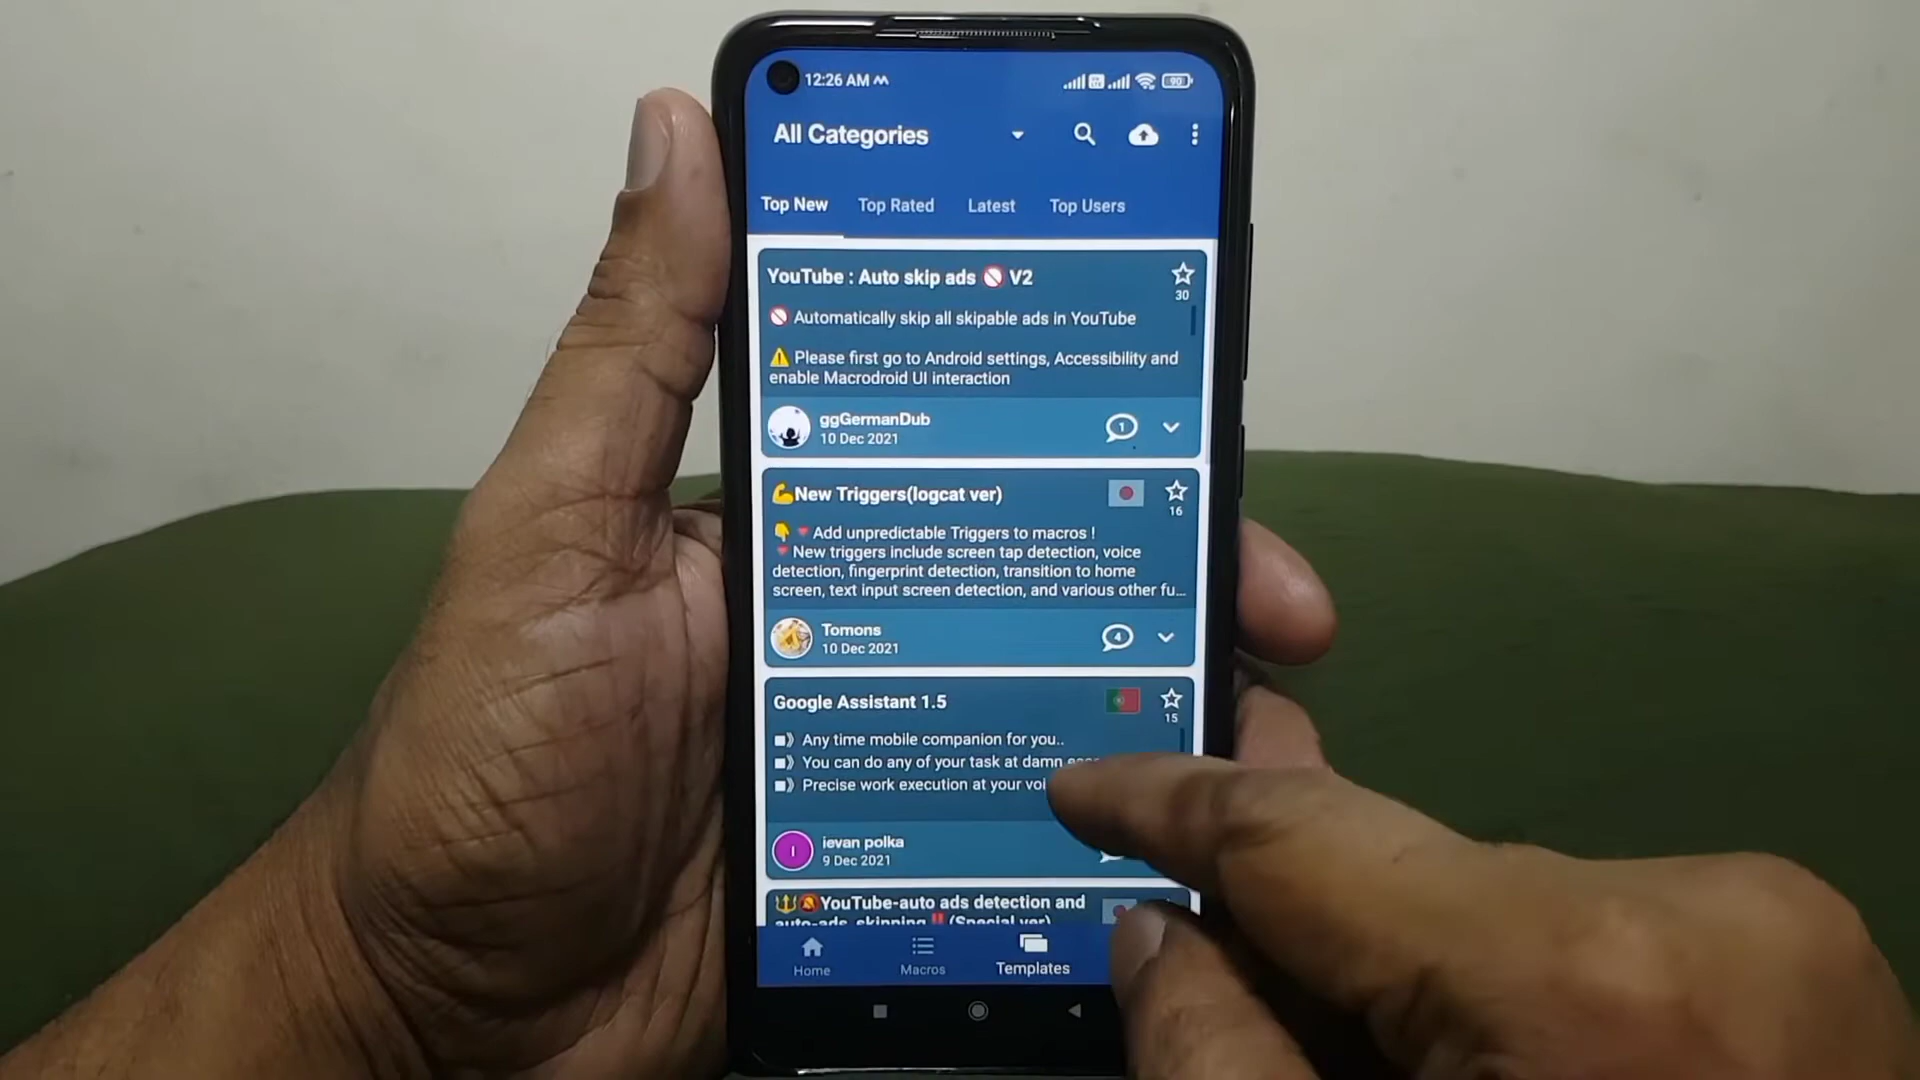 12:26 AM
90
All Categories
Top New
Top Rated
Latest
Top Users
YouTube : Auto skip ads 🚫 V2
30
🚫 Automatically skip all skipable ads in YouTube
⚠️ Please first go to Android settings, Accessibility and
enable Macrodroid UI interaction
ggGermanDub
10 Dec 2021
1
💪New Triggers(logcat ver)
16
👇🔻Add unpredictable Triggers to macros !
🔻New triggers include screen tap detection, voice
detection, fingerprint detection, transition to home
screen, text input screen detection, and various other fu...
Tomons
10 Dec 2021
4
Google Assistant 1.5
15
Any time mobile companion for you..
You can do any of your task at damn
Precise work execution at your
I
ievan polka
9 Dec 2021
🔱🔕YouTube-auto ads detection and
auto-ads skipping‼️(Special ver)
Home
Macros
Templates